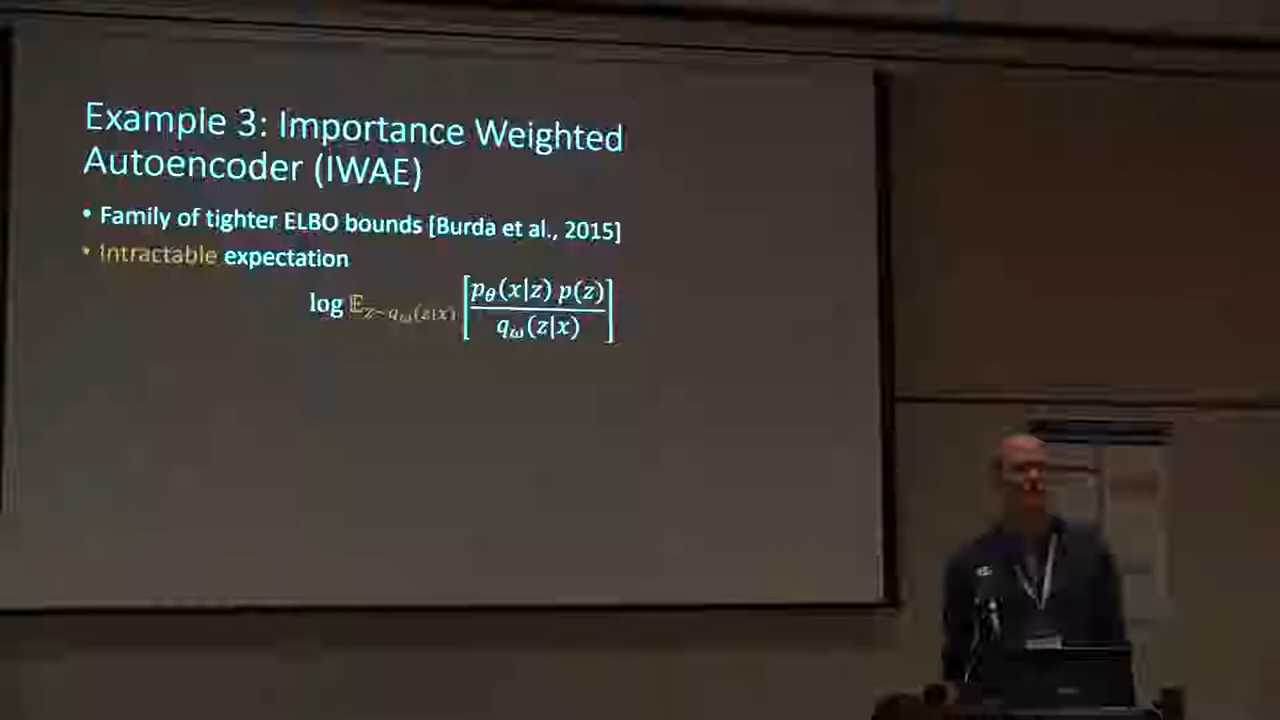 Example 3: Importance Weighted
Autoencoder (IWAE)
• Family of tighter ELBO bounds [Burda et al., 2015]
• Intractable expectation
log 𝔼_{z~q_ω(z|x)} [p_θ(x|z) p(z) / q_ω(z|x)]